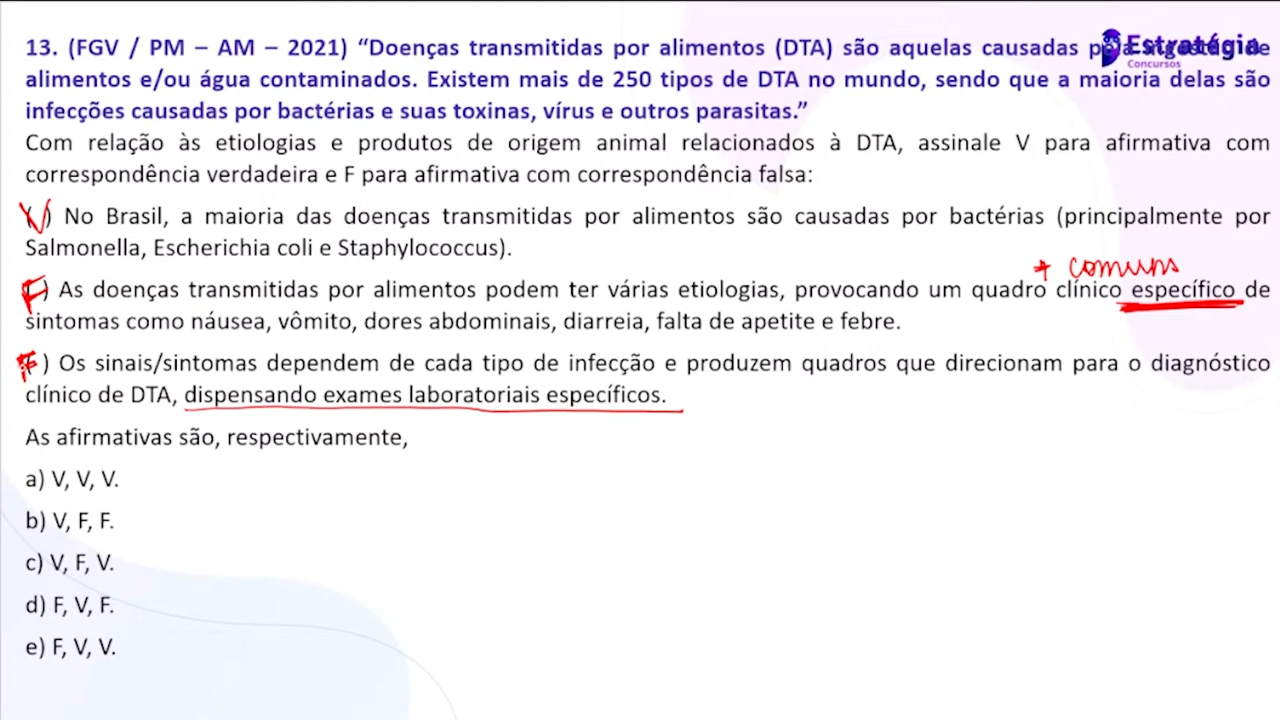 13. (FGV / PM – AM – 2021) “Doenças transmitidas por alimentos (DTA) são aquelas causadas pela ingestão de
Estratégia
Concursos
alimentos e/ou água contaminados. Existem mais de 250 tipos de DTA no mundo, sendo que a maioria delas são
infecções causadas por bactérias e suas toxinas, vírus e outros parasitas.”
Com relação às etiologias e produtos de origem animal relacionados à DTA, assinale V para afirmativa com
correspondência verdadeira e F para afirmativa com correspondência falsa:
(V) No Brasil, a maioria das doenças transmitidas por alimentos são causadas por bactérias (principalmente por
Salmonella, Escherichia coli e Staphylococcus).
+ comuns
(F) As doenças transmitidas por alimentos podem ter várias etiologias, provocando um quadro clínico específico de
sintomas como náusea, vômito, dores abdominais, diarreia, falta de apetite e febre.
(F) Os sinais/sintomas dependem de cada tipo de infecção e produzem quadros que direcionam para o diagnóstico
clínico de DTA, dispensando exames laboratoriais específicos.
As afirmativas são, respectivamente,
a) V, V, V.
b) V, F, F.
c) V, F, V.
d) F, V, F.
e) F, V, V.